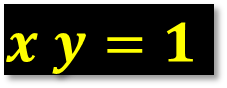 x y = 1